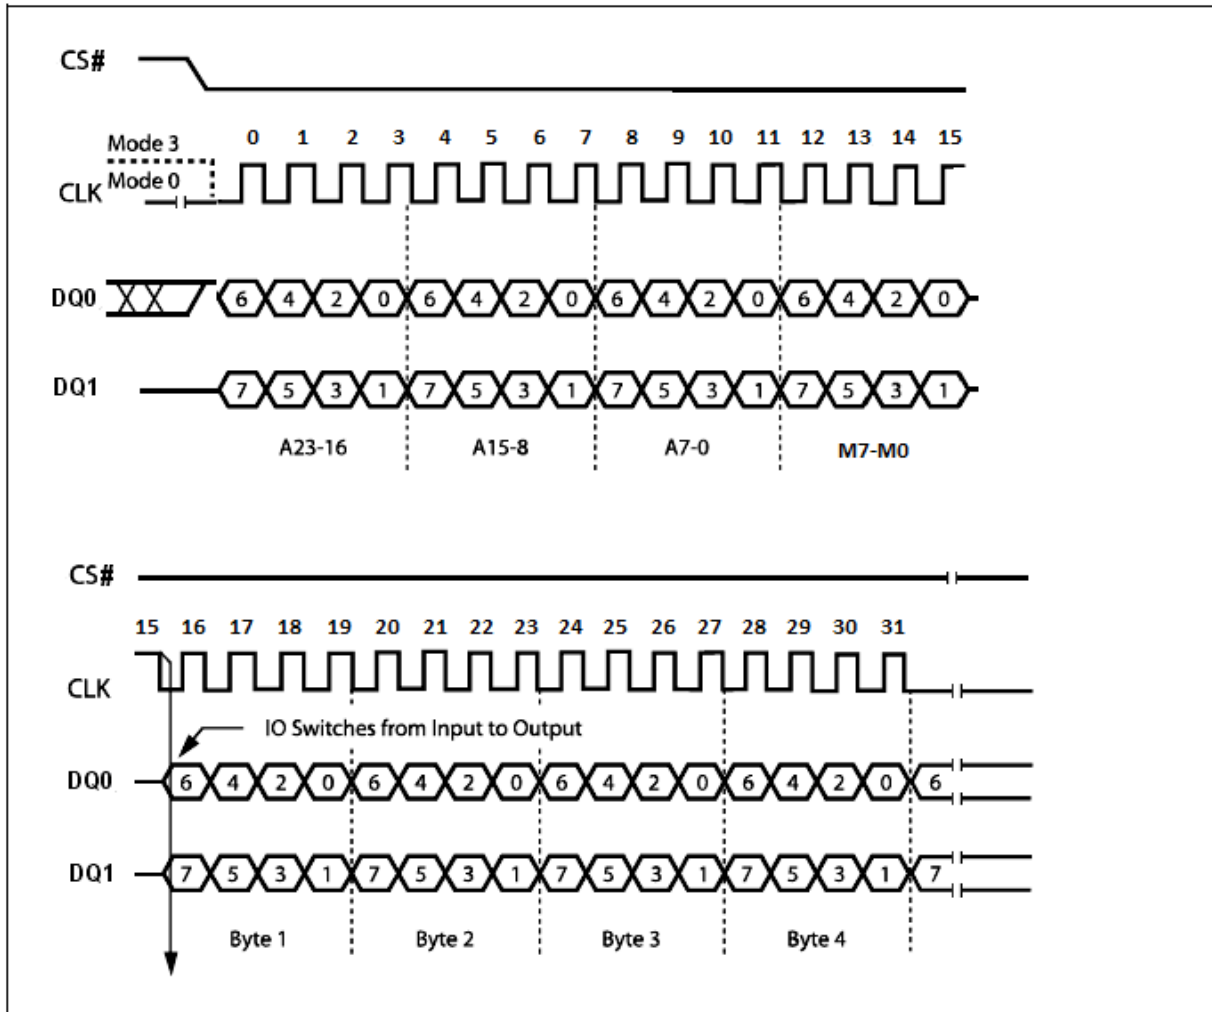 CS#
0 1 2 3 4 5 6 7 8 9 10 11 12 13 14 15
Mode 3
Mode 0
CLK
DQ0 6 4 2 0 6 4 2 0 6 4 2 0 6 4 2 0
DQ1 7 5 3 1 7 5 3 1 7 5 3 1 7 5 3 1
A23-16 A15-8 A7-0 M7-M0
CS#
15 16 17 18 19 20 21 22 23 24 25 26 27 28 29 30 31
CLK
IO Switches from Input to Output
DQ0 6 4 2 0 6 4 2 0 6 4 2 0 6 4 2 0 6
DQ1 7 5 3 1 7 5 3 1 7 5 3 1 7 5 3 1 7
Byte 1 Byte 2 Byte 3 Byte 4